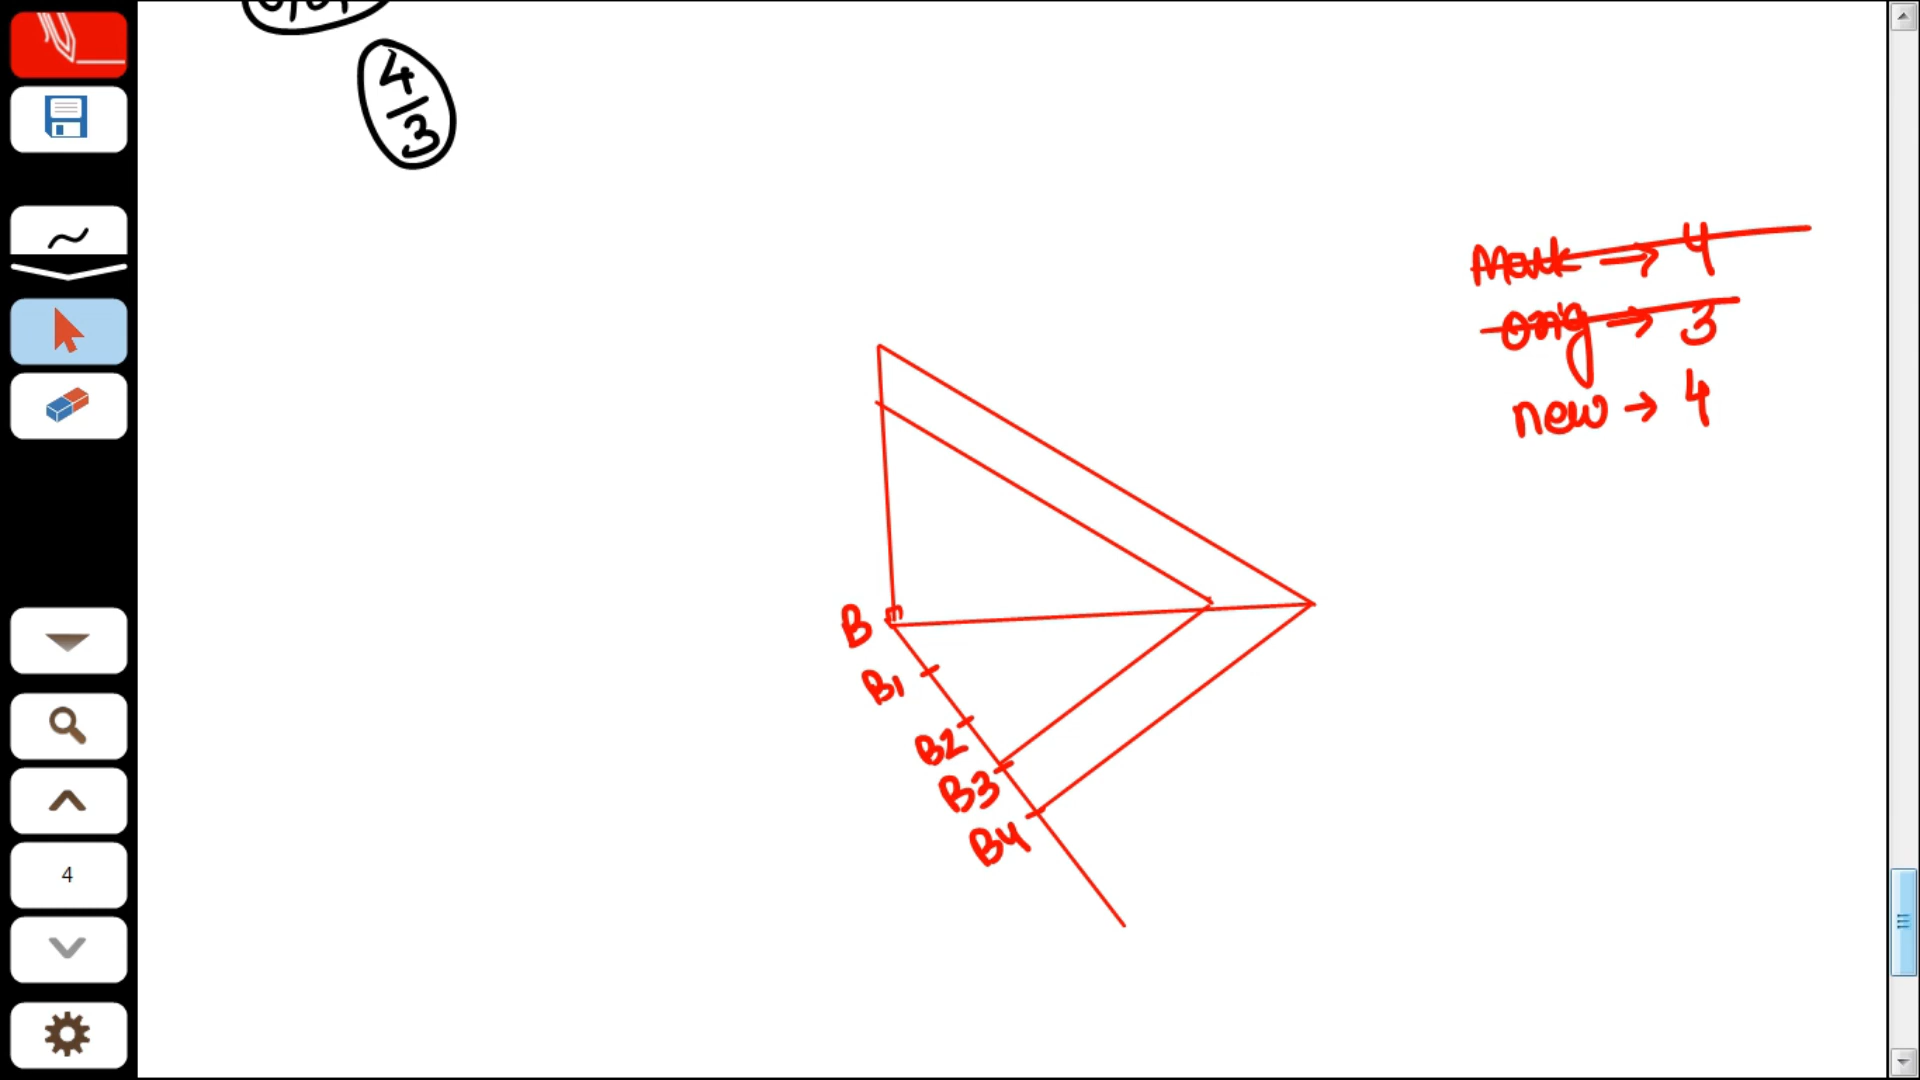 4
3
Mark → 4
orig → 3
new → 4
B
B1
B2
B3
B4
4